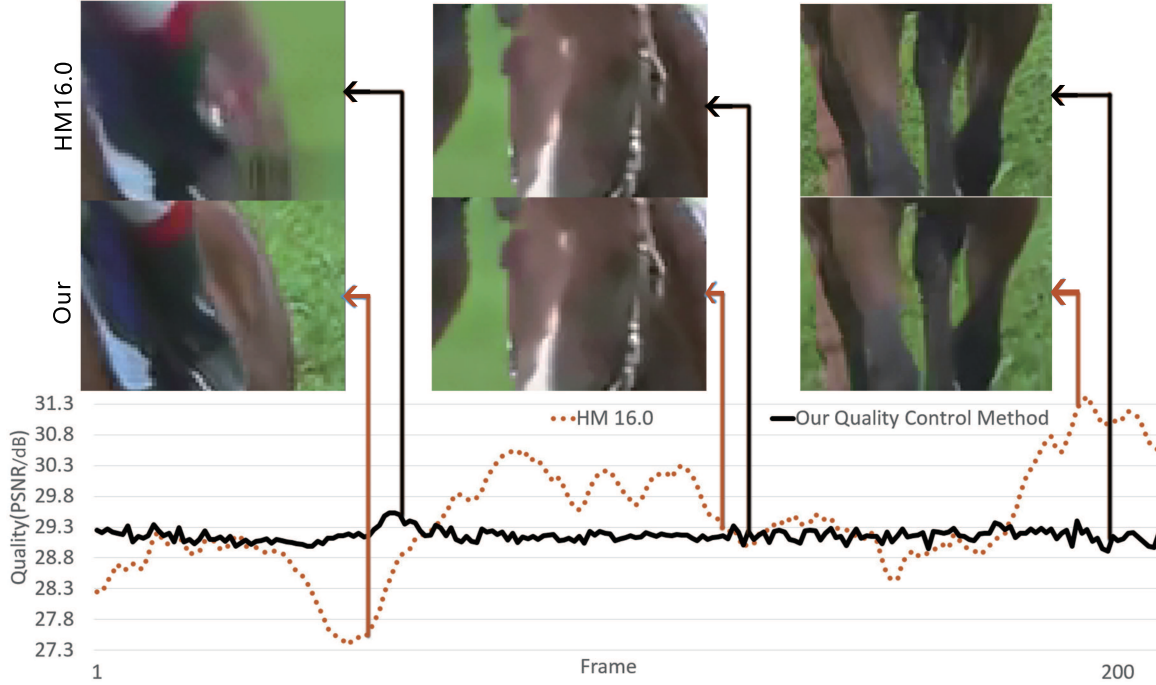 HM16.0
Our
31.3
30.8
30.3
29.8
29.3
28.8
28.3
27.8
27.3
Quality(PSNR/dB)
HM 16.0
Our Quality Control Method
1
Frame
200